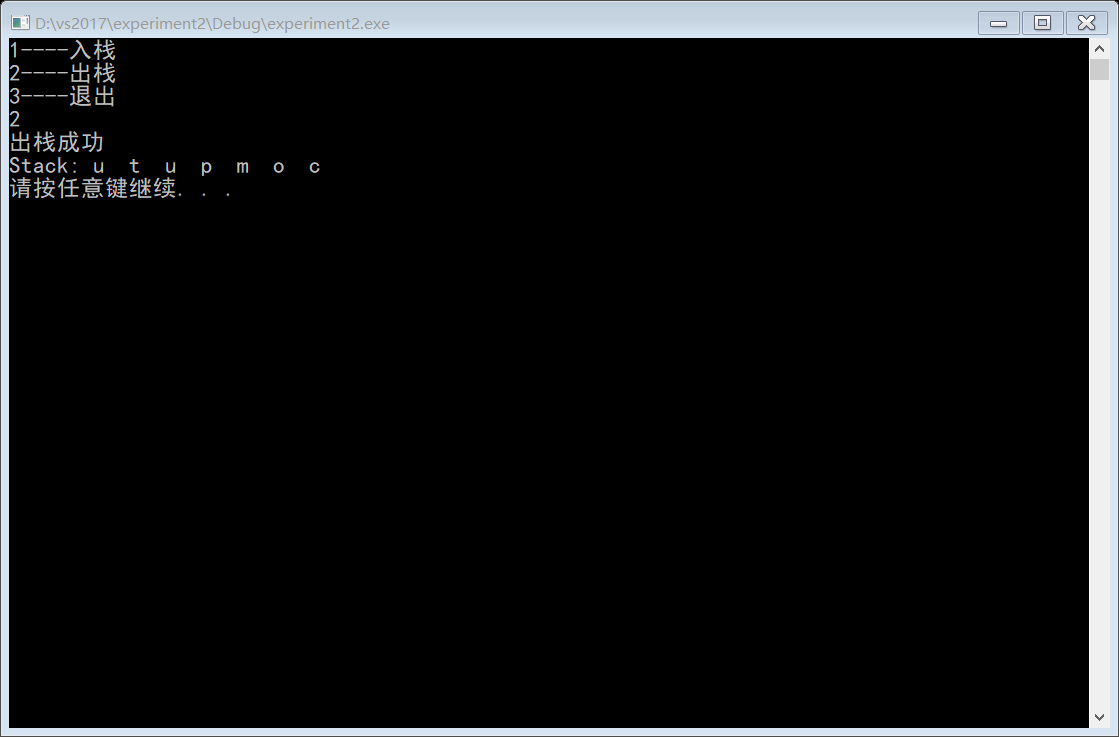 D:\vs2017\experiment2\Debug\experiment2.exe
1----入栈
2----出栈
3----退出
2
出栈成功
Stack: u  t  u  p  m  o  c
请按任意键继续. . .